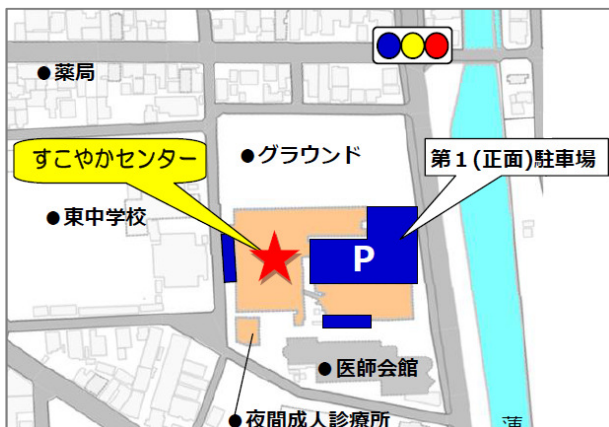 ●薬局
すこやかセンター
●グラウンド
第１(正面)駐車場
●東中学校
P
●医師会館
●夜間成人診療所